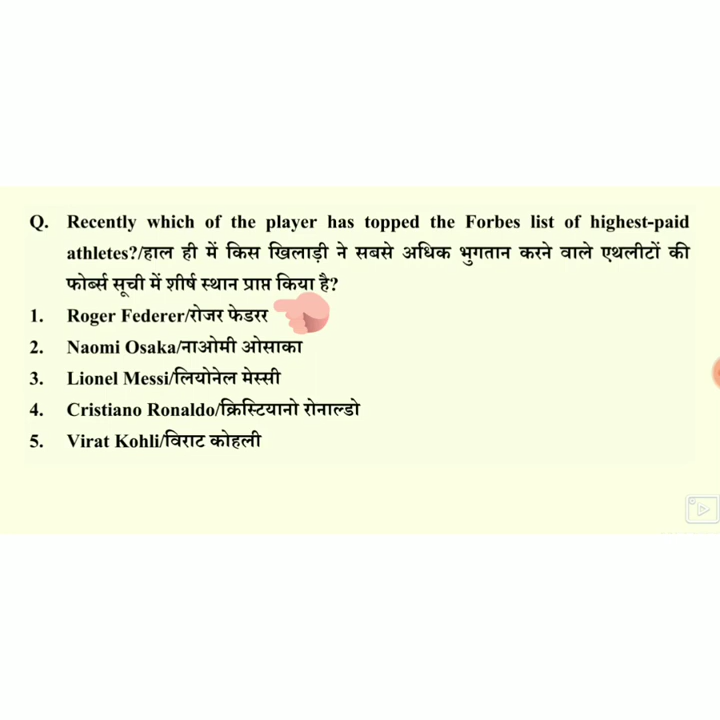 Q. Recently which of the player has topped the Forbes list of highest-paid
athletes?/हाल ही में किस खिलाड़ी ने सबसे अधिक भुगतान करने वाले एथलीटों की
फोर्ब्स सूची में शीर्ष स्थान प्राप्त किया है?
1. Roger Federer/रोजर फेडरर
2. Naomi Osaka/नाओमी ओसाका
3. Lionel Messi/लियोनेल मेस्सी
4. Cristiano Ronaldo/क्रिस्टियानो रोनाल्डो
5. Virat Kohli/विराट कोहली